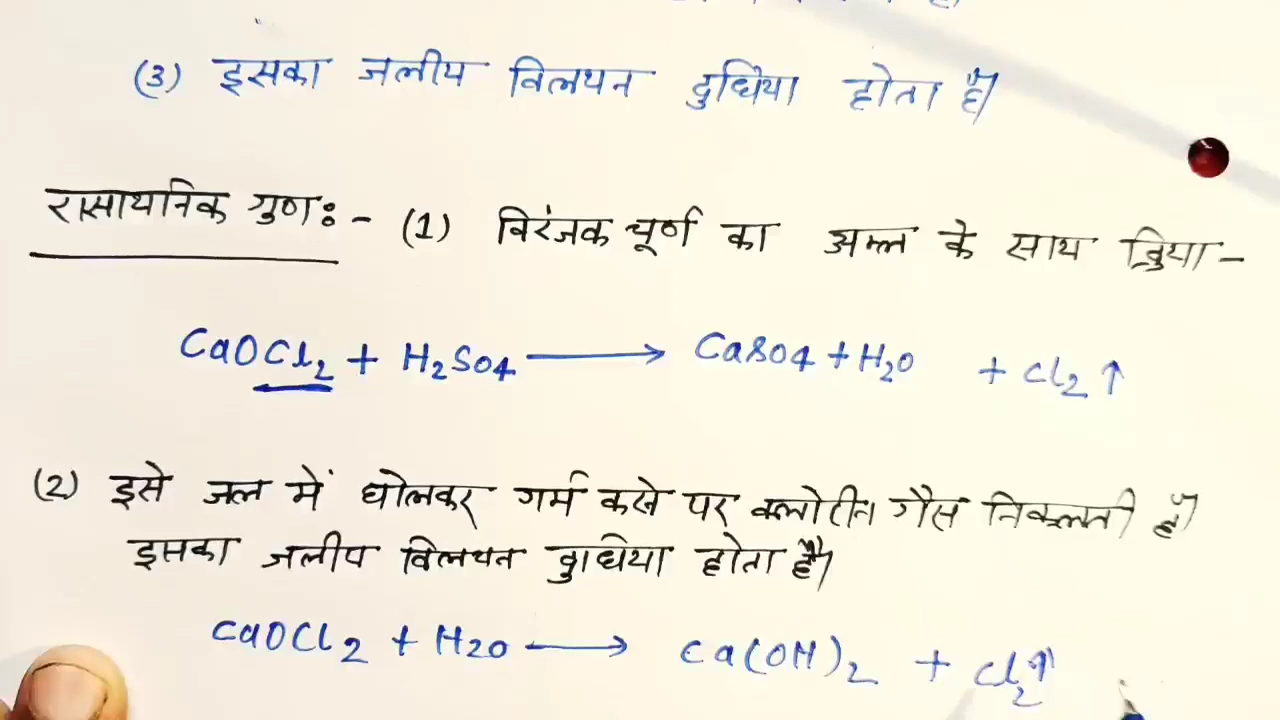 (3) इसका जलीय विलयन दुधिया होता है।
रासायनिक गुण:- (1) विरंजक चूर्ण का अम्ल के साथ क्रिया -
CaOCl₂ + H₂SO₄ ⟶ CaSO₄ + H₂O + Cl₂ ↑
(2) इसे जल में घोलकर गर्म करने पर क्लोरीन गैस निकलती है।
इसका जलीय विलयन दुधिया होता है।
CaOCl₂ + H₂O ⟶ Ca(OH)₂ + Cl₂↑